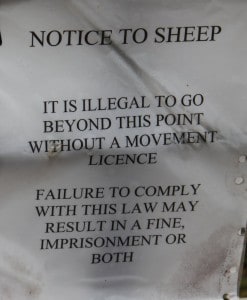 NOTICE TO SHEEP
IT IS ILLEGAL TO GO
BEYOND THIS POINT
WITHOUT A MOVEMENT
LICENCE
FAILURE TO COMPLY
WITH THIS LAW MAY
RESULT IN A FINE,
IMPRISONMENT OR
BOTH